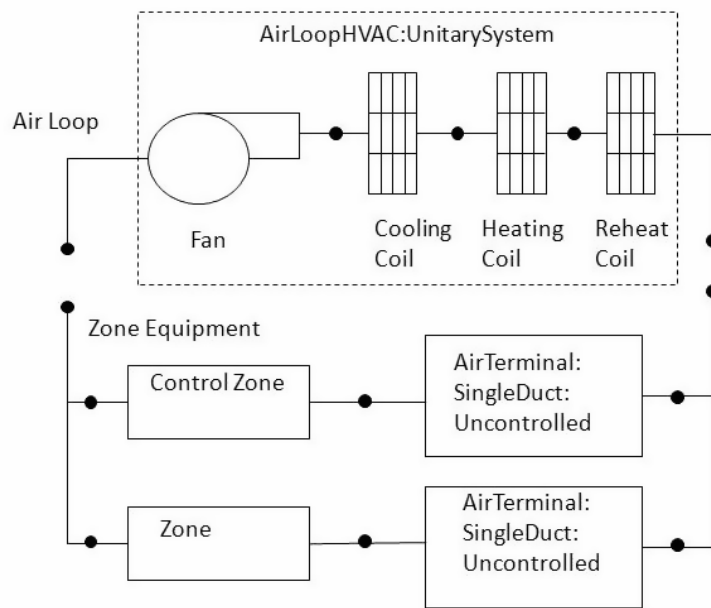 AirLoopHVAC:UnitarySystem
Air Loop
Fan
Cooling
Coil
Heating
Coil
Reheat
Coil
Zone Equipment
Control Zone
AirTerminal:
SingleDuct:
Uncontrolled
Zone
AirTerminal:
SingleDuct:
Uncontrolled